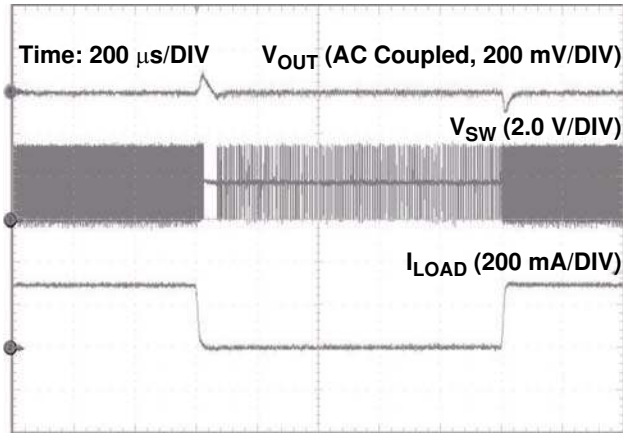 Time: 200 μs/DIV
V_OUT (AC Coupled, 200 mV/DIV)
V_SW (2.0 V/DIV)
I_LOAD (200 mA/DIV)